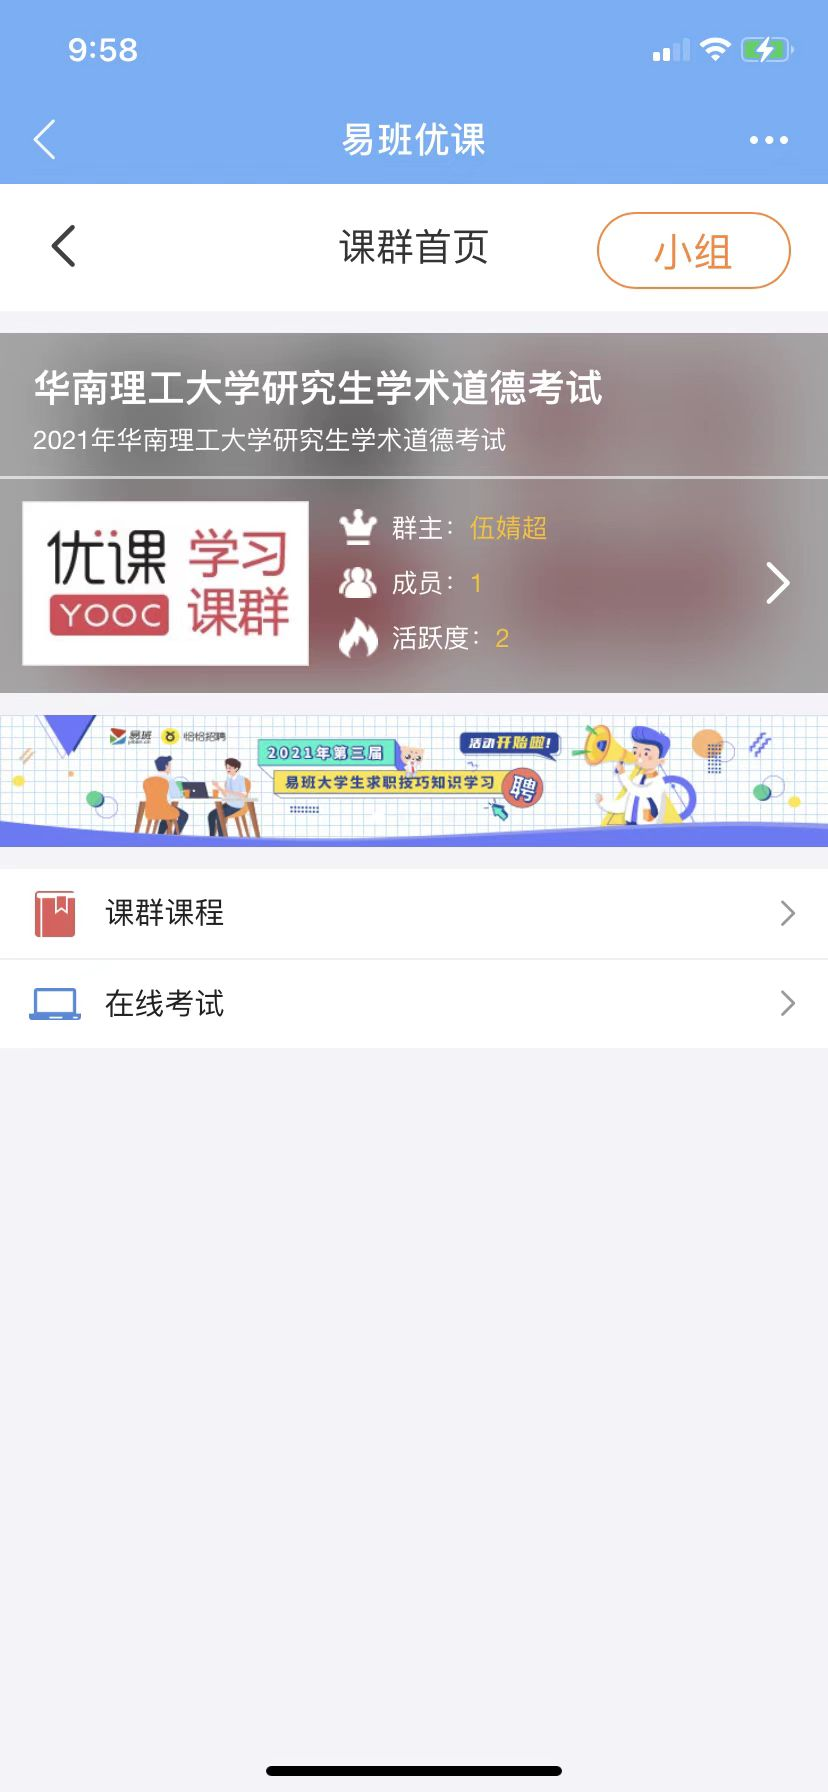 9:58
易班优课
课群首页
小组
华南理工大学研究生学术道德考试
2021年华南理工大学研究生学术道德考试
优课 学习
YOOC 课群
群主：伍婧超
成员：1
活跃度：2
易班 恰恰招聘
活动开始啦！
2021年第三届
易班大学生求职技巧知识学习
聘
课群课程
在线考试